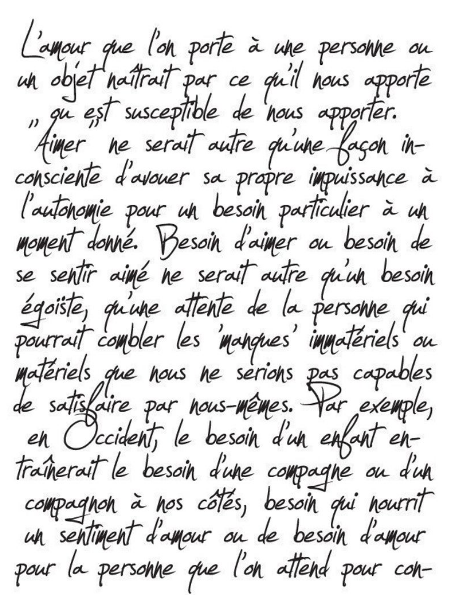 L'amour que l'on porte à une personne ou
un objet naîtrait par ce qu'il nous apporte
ou est susceptible de nous apporter.
"Aimer" ne serait autre qu'une façon in-
consciente d'avouer sa propre impuissance à
l'autonomie pour un besoin particulier à un
moment donné. Besoin d'aimer ou besoin de
se sentir aimé ne serait autre qu'un besoin
égoïste, qu'une attente de la personne qui
pourrait combler les 'manques' immatériels ou
matériels que nous ne serions pas capables
de satisfaire par nous-mêmes. Par exemple,
en Occident, le besoin d'un enfant en-
traînerait le besoin d'une compagne ou d'un
compagnon à nos côtés, besoin qui nourrit
un sentiment d'amour ou de besoin d'amour
pour la personne que l'on attend pour con-